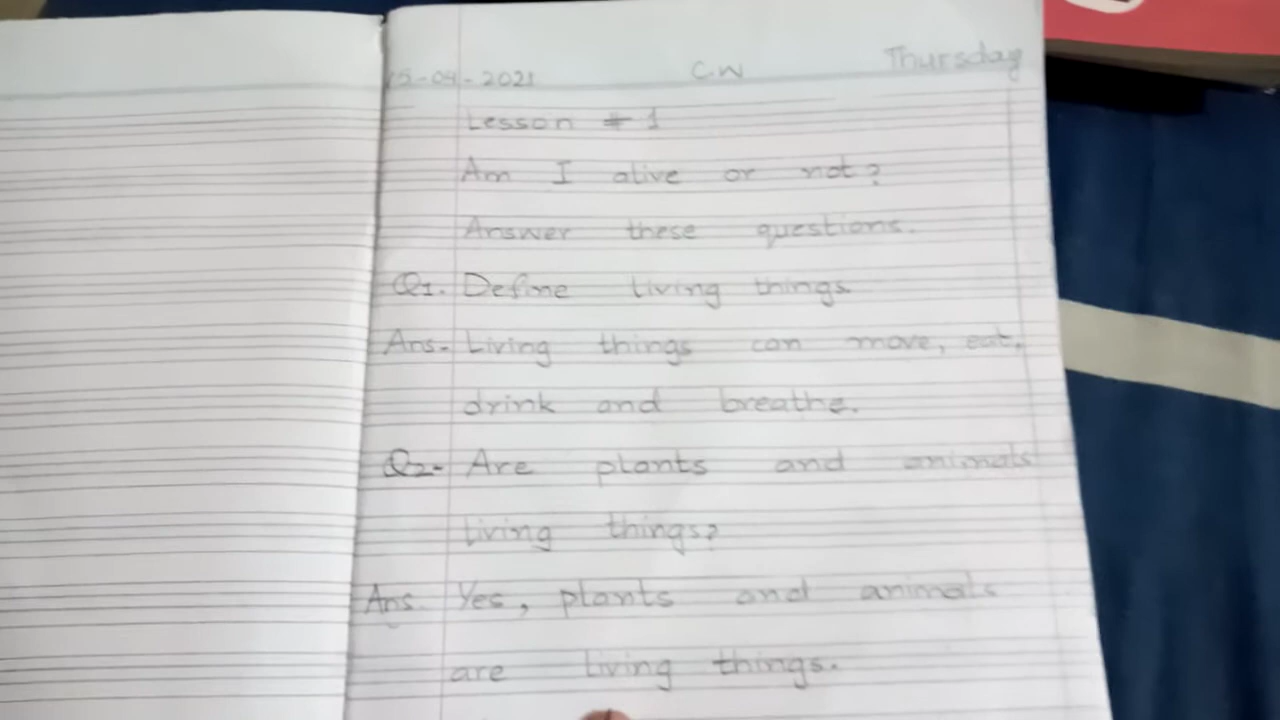 15-04-2021 C.W Thursday
Lesson # 1
Am I alive or not?
Answer these questions.
Q1. Define living things
Ans- Living things can move, eat,
drink and breathe.
Q2- Are plants and animals
living things?
Ans. Yes, plants and animals
are living things.